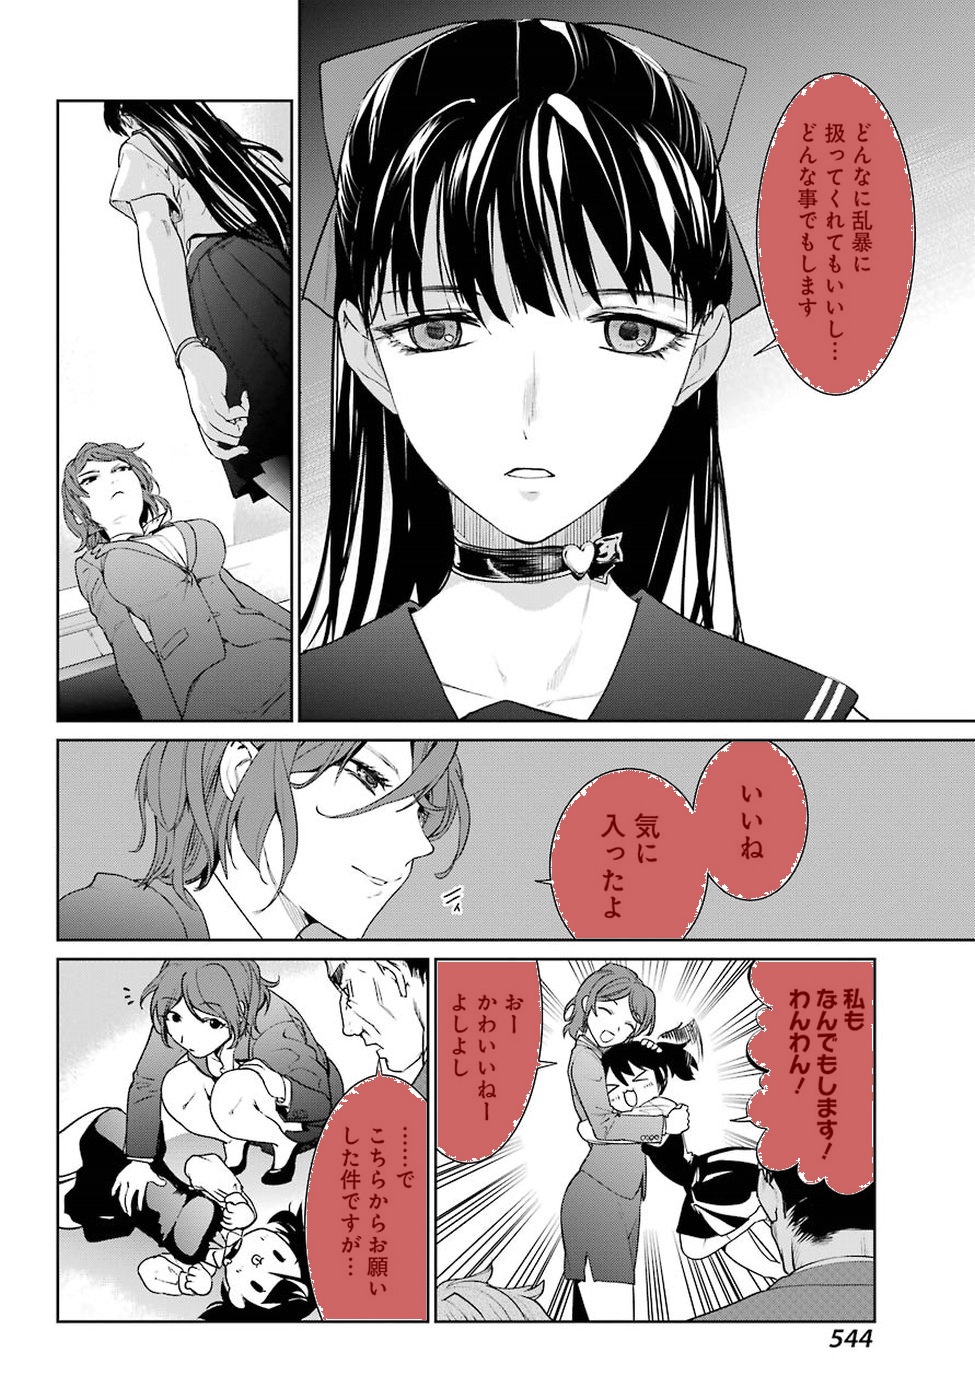 どんなに乱暴に
扱ってくれてもいいし…
どんな事でもします
いいね
気に
入ったよ
ニィ
私も
なんでもします!
わんわん!
おー
かわいいねー
よしよし
……で
こちらからお願い
した件ですが…
544